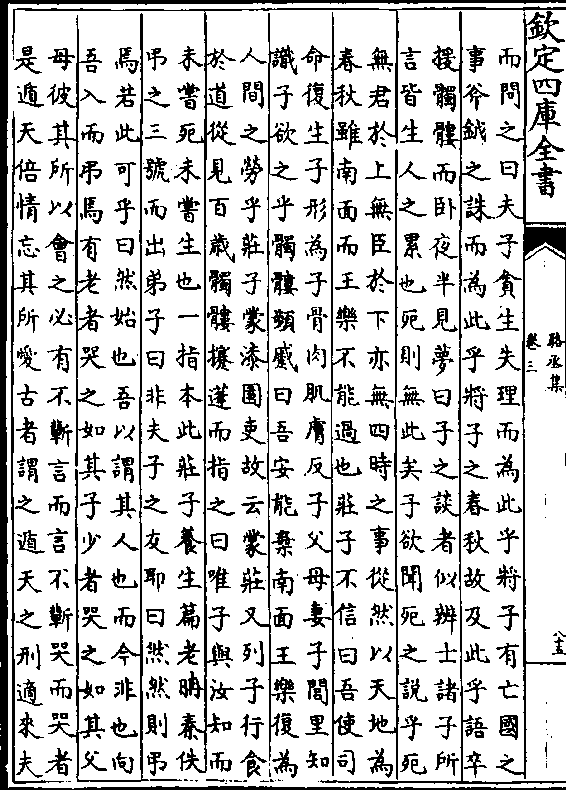 欽定四庫全書
駱丞集
卷三
而問之曰夫子貪生失理而為此乎將子有亡國之
事斧鉞之誅而為此乎將子之春秋故及此乎語卒
援髑髏而卧夜半見夢曰子之談者似辨士諸子所
言皆生人之累也死則無此矣子欲聞死之說乎死
無君於上無臣於下亦無四時之事從然以天地為
春秋雖南面而王樂不能過也莊子不信曰吾使司
命復生子形為子骨肉肌膚反子父母妻子閭里知
識子欲之乎髑髏顰蹙曰吾安能棄南面王樂復為
人間之勞乎莊子蒙漆園吏故云蒙莊又列子行食
於道從見百歲髑髏攓蓬而指之曰唯子與汝知而
未嘗死未嘗生也一指本此莊子養生篇老聃秦佚
弔之三號而出弟子曰非夫子之友耶曰然然則弔
焉若此可乎曰然始也吾以謂其人也而今非也向
吾入而弔焉有老者哭之如其子少者哭之如其父
母彼其所以會之必有不蘄言而言不蘄哭而哭者
是遁天倍情忘其所愛古者謂之遁天之刑適來夫